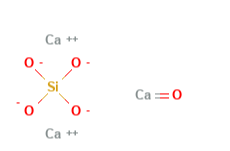 Ca ++
O - O -
Si
Ca = O
- O O -
Ca ++